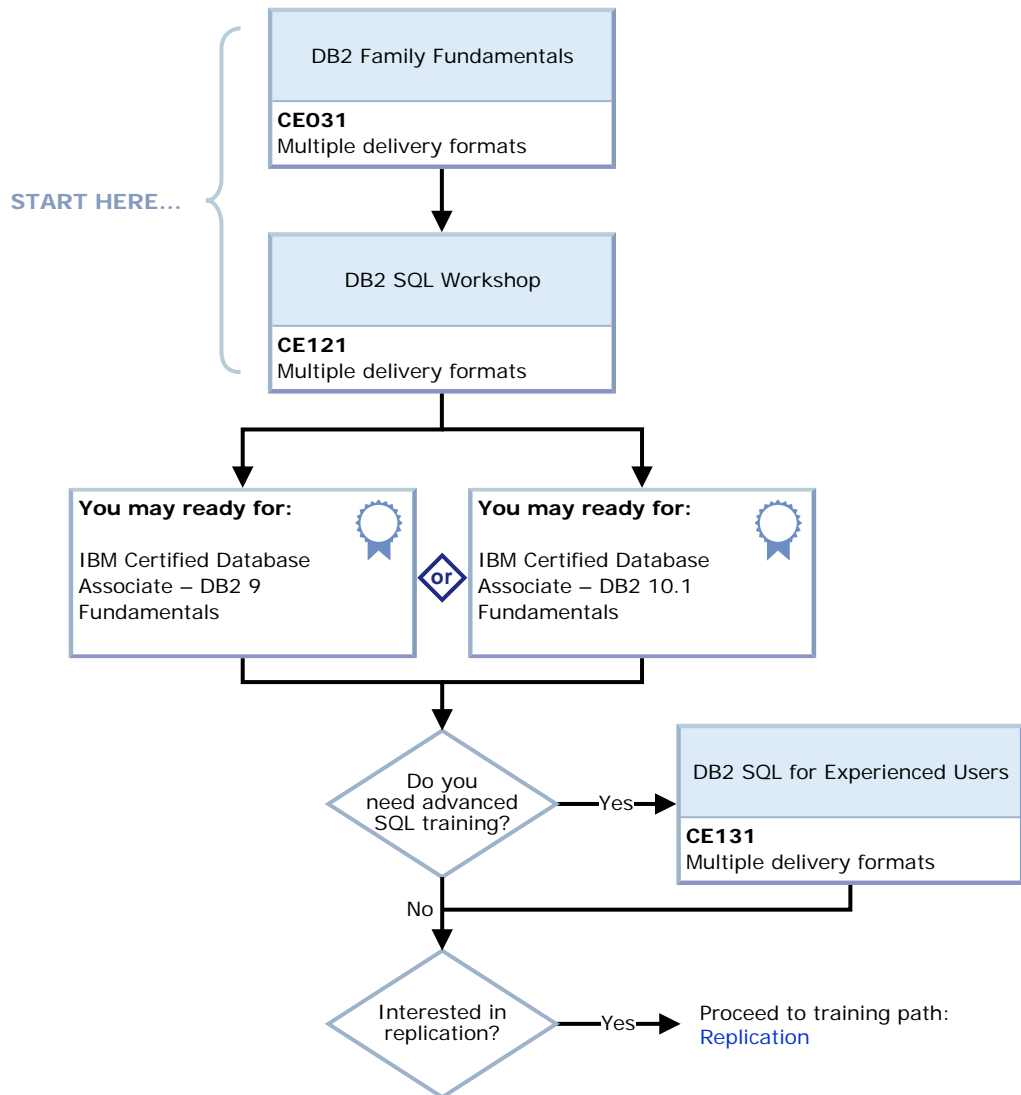 DB2 Family Fundamentals
CE031
Multiple delivery formats
START HERE...
DB2 SQL Workshop
CE121
Multiple delivery formats
You may ready for:
IBM Certified Database
Associate – DB2 9
Fundamentals
or
You may ready for:
IBM Certified Database
Associate – DB2 10.1
Fundamentals
Do you
need advanced
SQL training?
Yes
DB2 SQL for Experienced Users
CE131
Multiple delivery formats
No
Interested in
replication?
Yes
Proceed to training path:
Replication